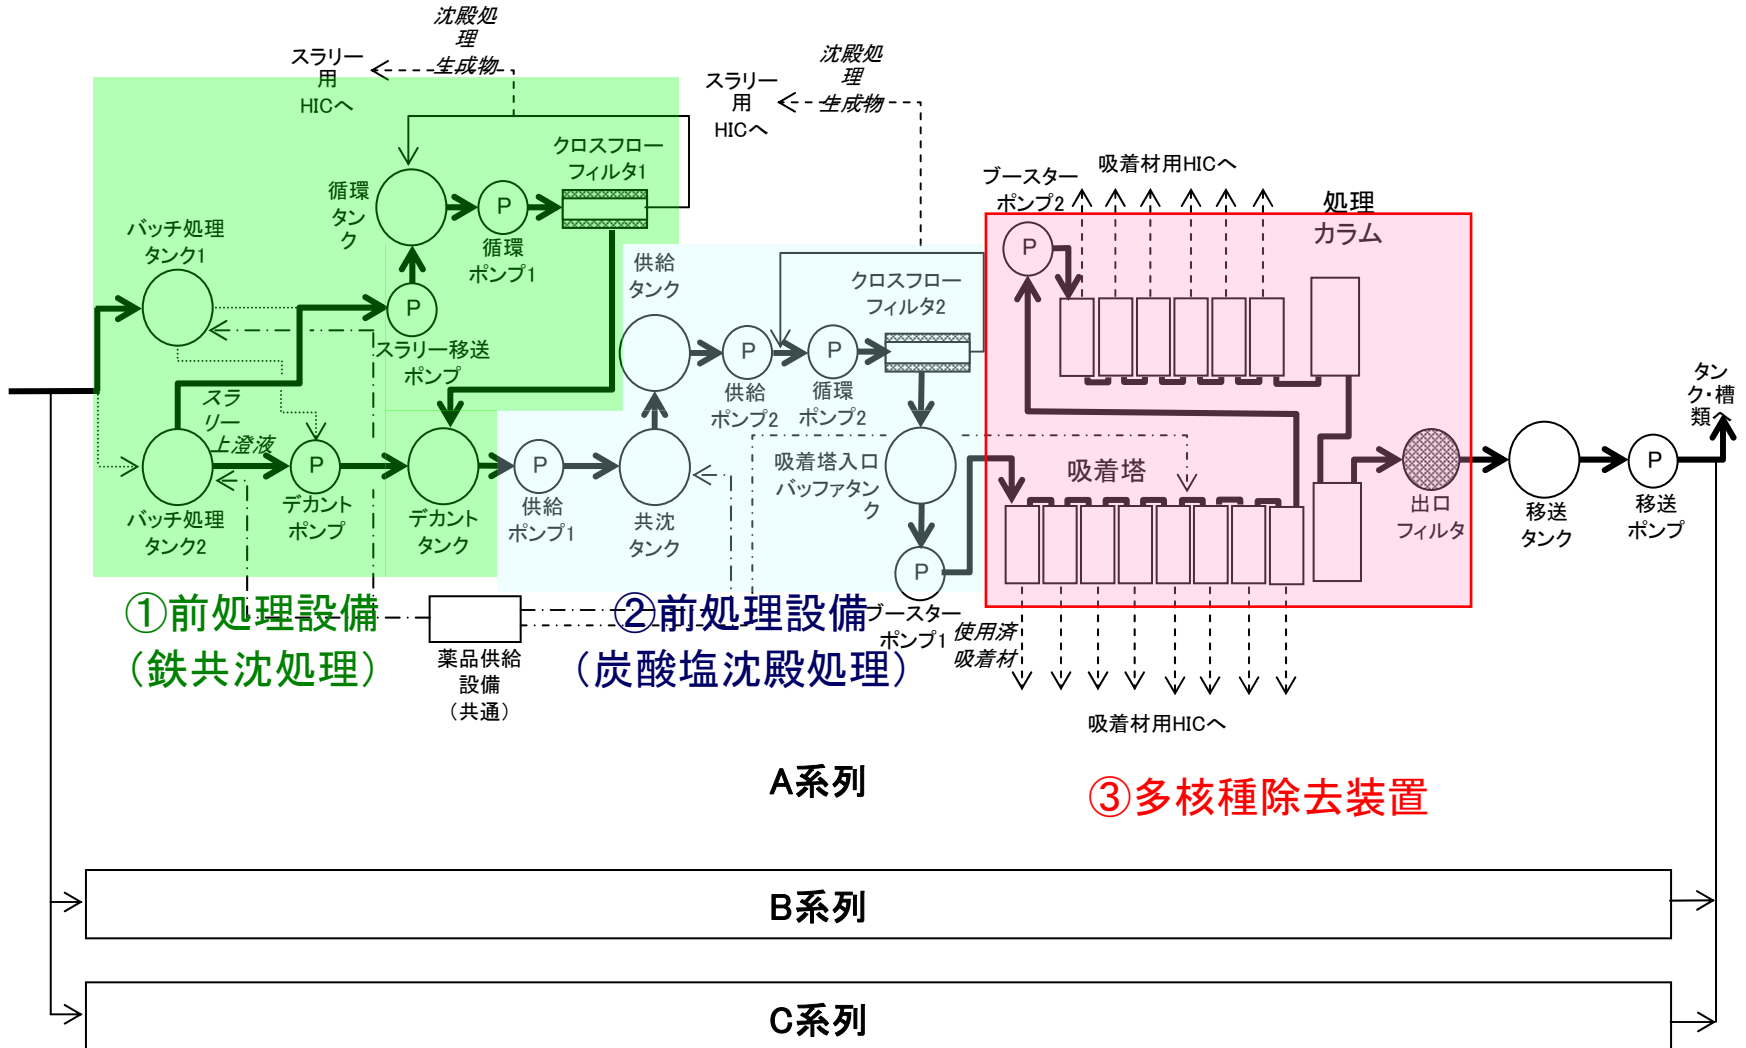 沈殿処
理
生成物
スラリー
用
HICへ
沈殿処
理
生成物
スラリー
用
HICへ
クロスフロー
フィルタ1
循環
タン
ク
P
循環
ポンプ1
バッチ処理
タンク1
P
スラリー移送
ポンプ
スラ
リー
上澄液
バッチ処理
タンク2
P
デカント
ポンプ
デカント
タンク
供給
タンク
P
供給
ポンプ2
P
循環
ポンプ2
クロスフロー
フィルタ2
P
供給
ポンプ1
共沈
タンク
吸着塔入口
バッファタン
ク
P
ブースター
ポンプ1
ブースター
ポンプ2
P
吸着材用HICへ
処理
カラム
吸着塔
出口
フィルタ
移送
タンク
P
移送
ポンプ
タン
ク・槽
類へ
使用済
吸着材
吸着材用HICへ
①前処理設備
（鉄共沈処理）
薬品供給
設備
（共通）
②前処理設備
（炭酸塩沈殿処理）
③多核種除去装置
A系列
B系列
C系列